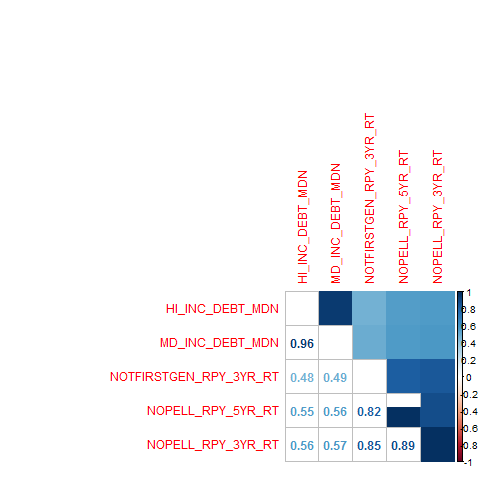 HI_INC_DEBT_MDN
MD_INC_DEBT_MDN
NOTFIRSTGEN_RPY_3YR_RT
NOPELL_RPY_5YR_RT
NOPELL_RPY_3YR_RT
HI_INC_DEBT_MDN
MD_INC_DEBT_MDN 0.96
NOTFIRSTGEN_RPY_3YR_RT 0.48 0.49
NOPELL_RPY_5YR_RT 0.55 0.56 0.82
NOPELL_RPY_3YR_RT 0.56 0.57 0.85 0.89
1
0.8
0.6
0.4
0.2
0
-0.2
-0.4
-0.6
-0.8
-1